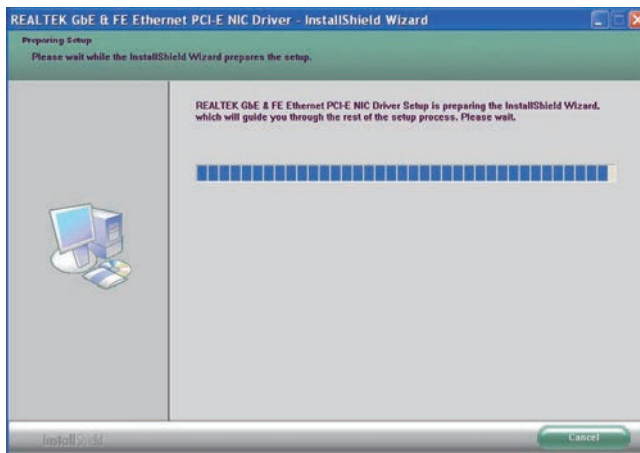 REALTEK GbE & FE Ethernet PCI-E NIC Driver - InstallShield Wizard
Preparing Setup
Please wait while the InstallShield Wizard prepares the setup.
REALTEK GbE & FE Ethernet PCI-E NIC Driver Setup is preparing the InstallShield Wizard,
which will guide you through the rest of the setup process. Please wait.
InstallShield
Cancel